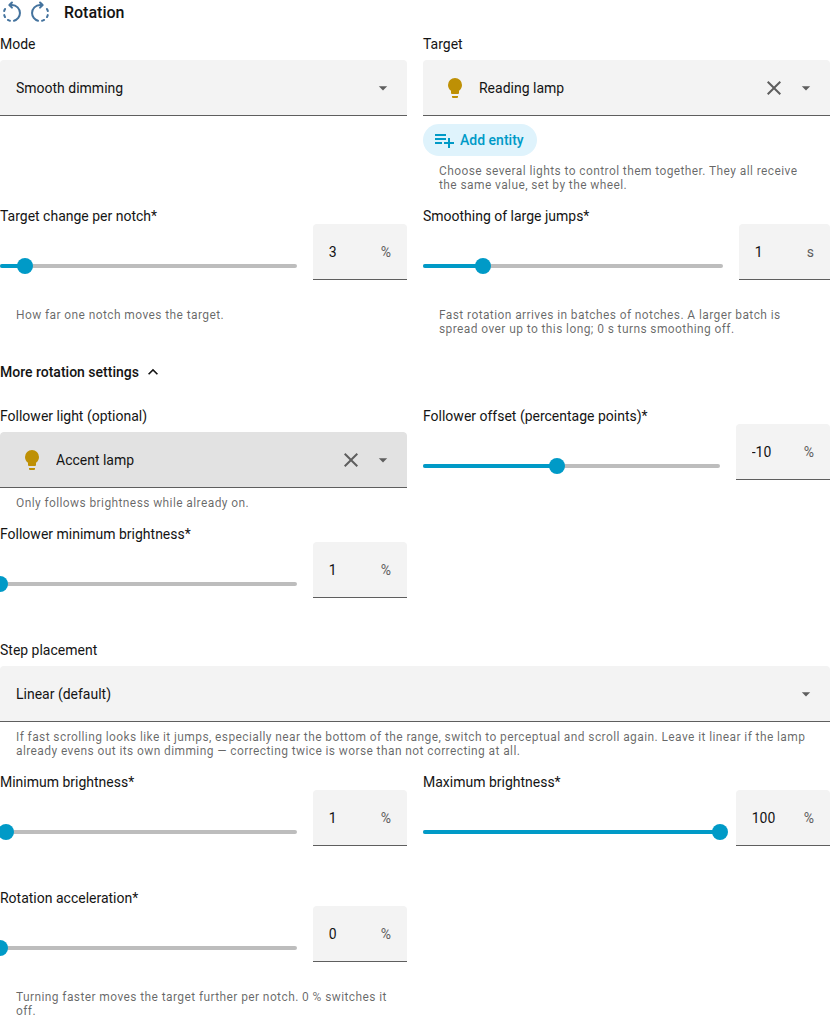 Rotation
Mode
Target
Smooth dimming
Reading lamp
Add entity
Choose several lights to control them together. They all receive
the same value, set by the wheel.
Target change per notch*
Smoothing of large jumps*
3 %
1 s
How far one notch moves the target.
Fast rotation arrives in batches of notches. A larger batch is
spread over up to this long; 0 s turns smoothing off.
More rotation settings
Follower light (optional)
Follower offset (percentage points)*
Accent lamp
-10 %
Only follows brightness while already on.
Follower minimum brightness*
1 %
Step placement
Linear (default)
If fast scrolling looks like it jumps, especially near the bottom of the range, switch to perceptual and scroll again. Leave it linear if the lamp
already evens out its own dimming — correcting twice is worse than not correcting at all.
Minimum brightness*
Maximum brightness*
1 %
100 %
Rotation acceleration*
0 %
Turning faster moves the target further per notch. 0 % switches it
off.